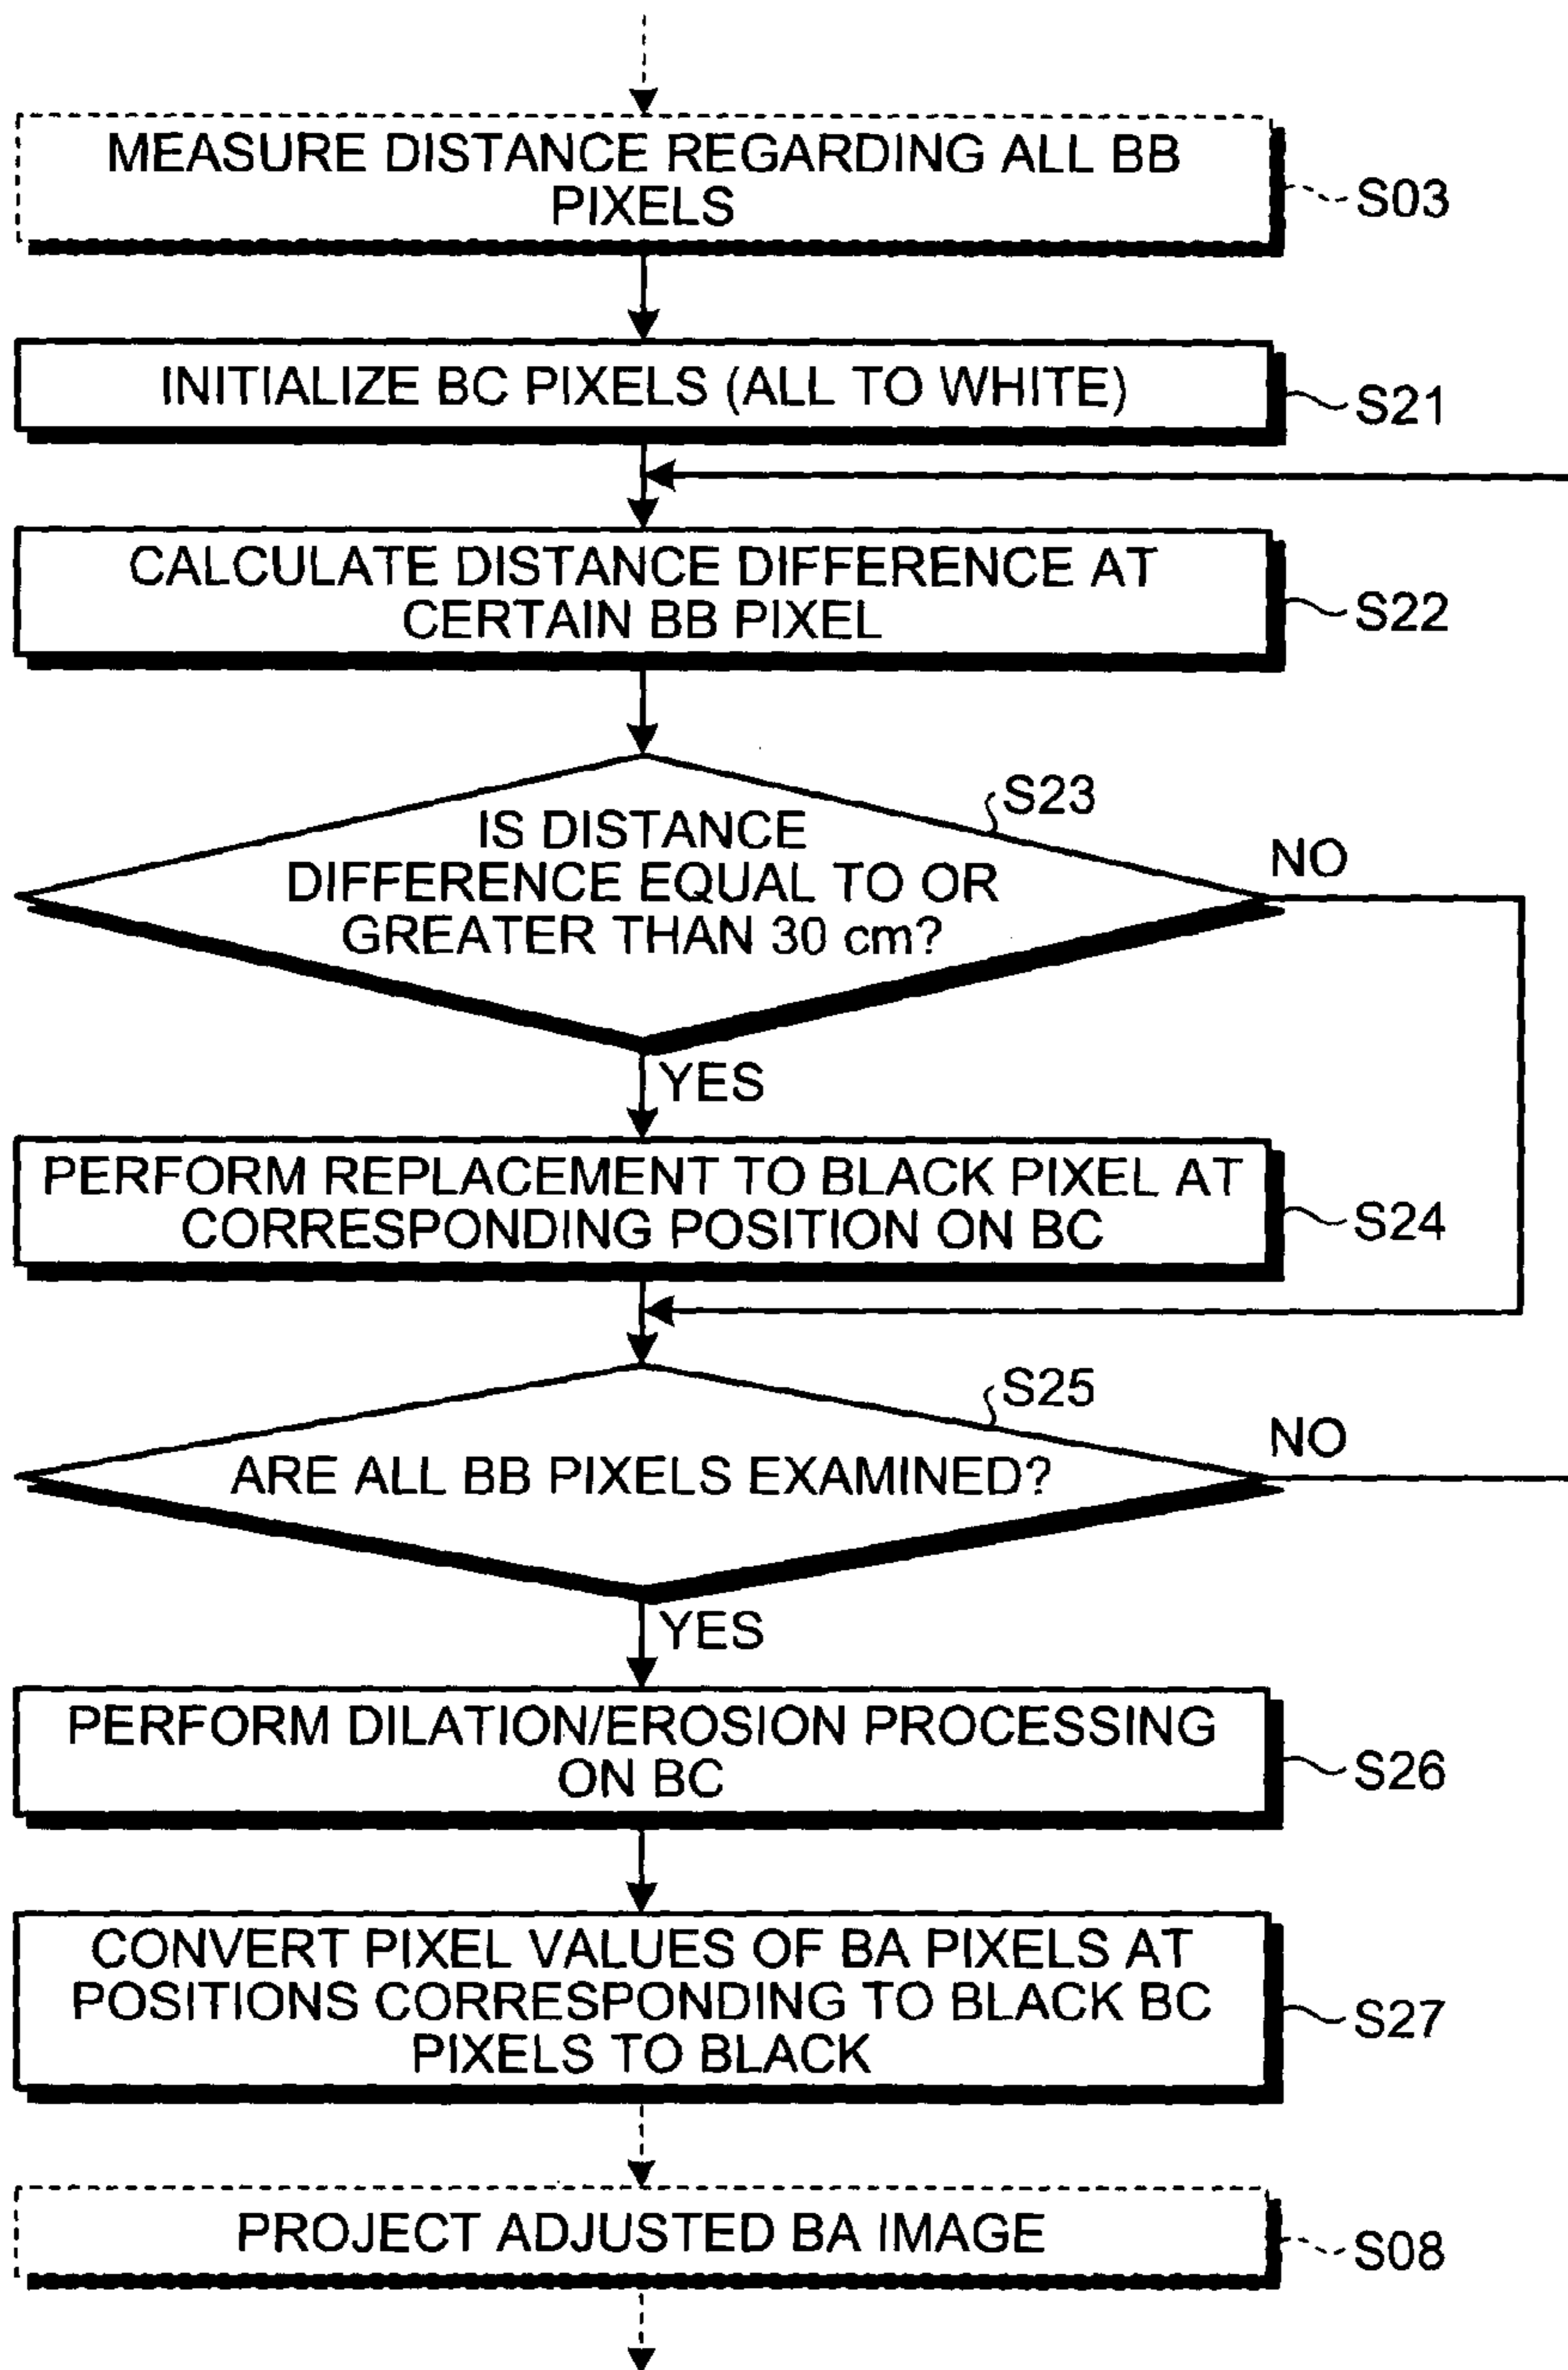 MEASURE DISTANCE REGARDING ALL BB
PIXELS
S03
INITIALIZE BC PIXELS (ALL TO WHITE)
S21
CALCULATE DISTANCE DIFFERENCE AT
CERTAIN BB PIXEL
S22
S23
IS DISTANCE
DIFFERENCE EQUAL TO OR
GREATER THAN 30 cm?
NO
YES
PERFORM REPLACEMENT TO BLACK PIXEL AT
CORRESPONDING POSITION ON BC
S24
S25
ARE ALL BB PIXELS EXAMINED?
NO
YES
PERFORM DILATION/EROSION PROCESSING
ON BC
S26
CONVERT PIXEL VALUES OF BA PIXELS AT
POSITIONS CORRESPONDING TO BLACK BC
PIXELS TO BLACK
S27
PROJECT ADJUSTED BA IMAGE
S08